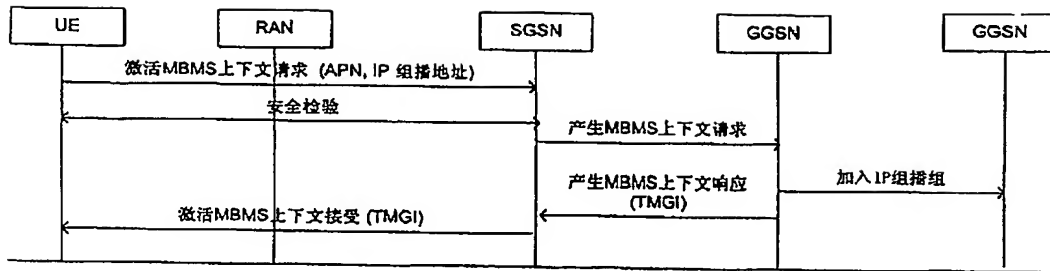 UE
RAN
SGSN
GGSN
GGSN
激活MBMS上下文请求 (APN, IP 组播地址)
安全检验
产生MBMS上下文请求
产生MBMS上下文响应
(TMGI)
加入IP组播组
激活MBMS上下文接受 (TMGI)